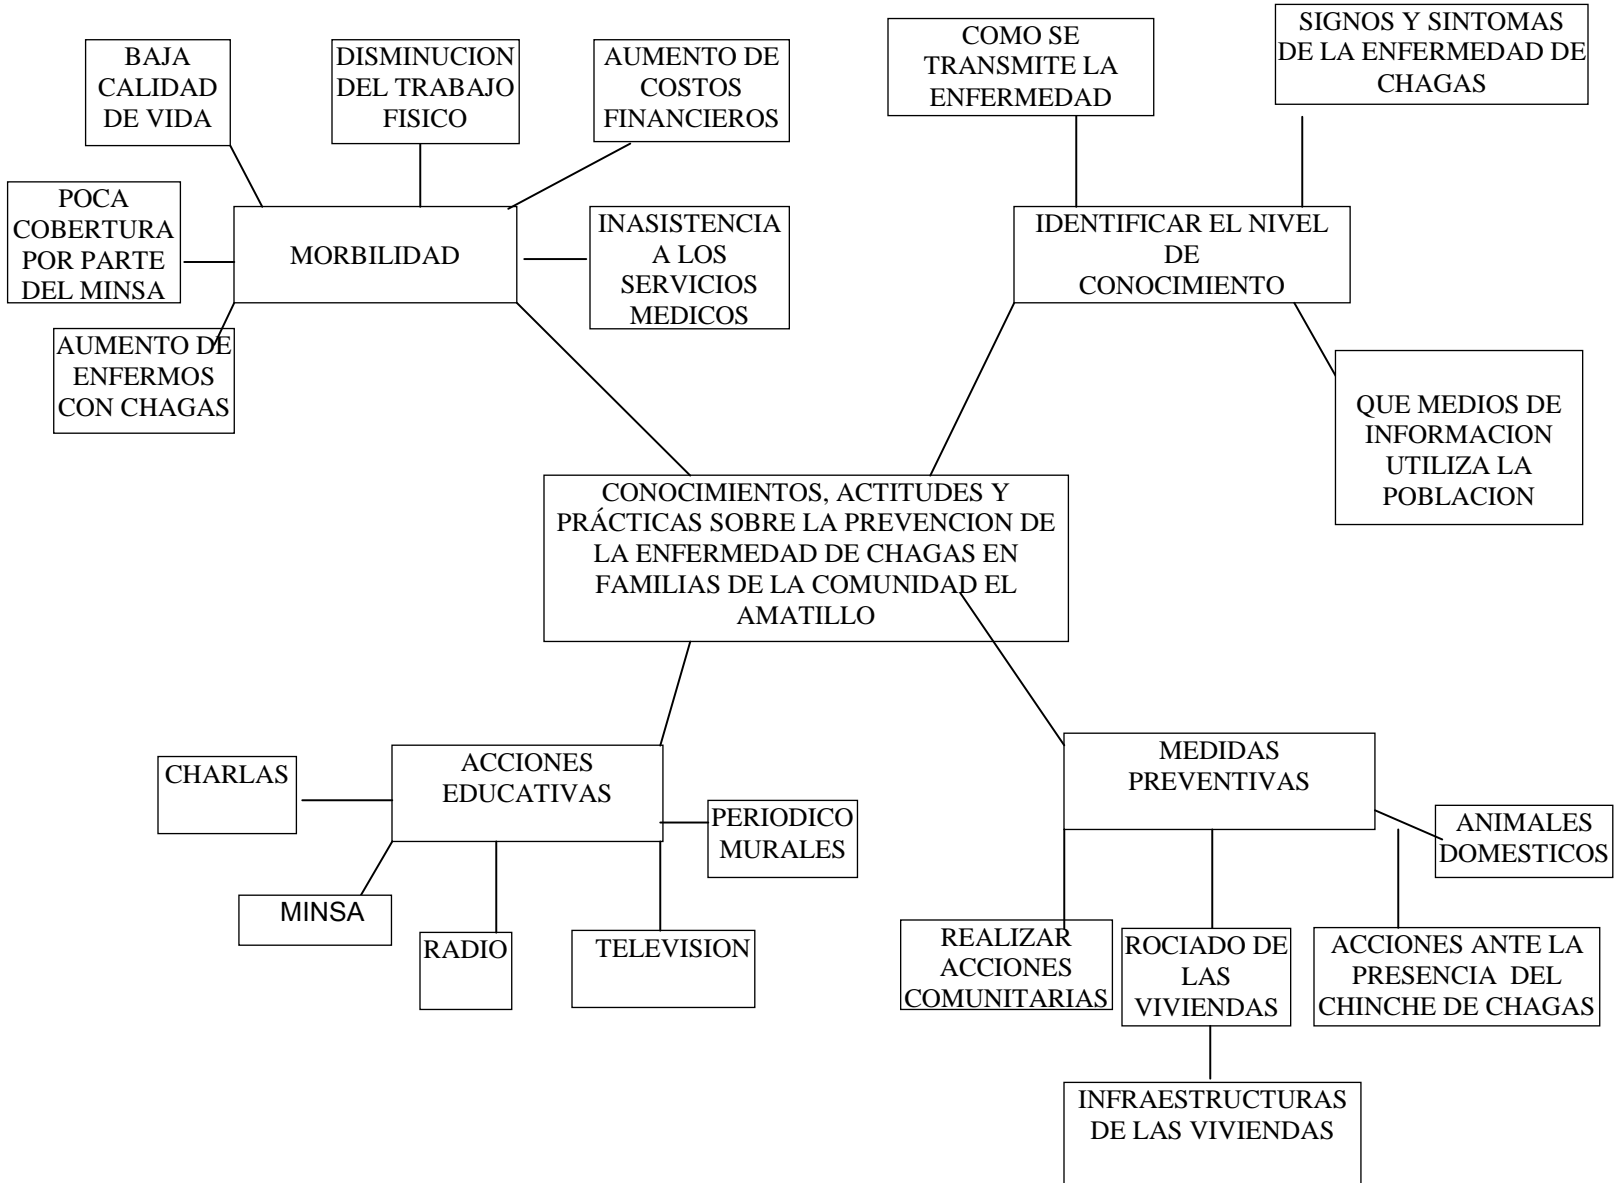 BAJA
CALIDAD
DE VIDA
DISMINUCION
DEL TRABAJO
FISICO
AUMENTO DE
COSTOS
FINANCIEROS
COMO SE
TRANSMITE LA
ENFERMEDAD
SIGNOS Y SINTOMAS
DE LA ENFERMEDAD DE
CHAGAS
POCA
COBERTURA
POR PARTE
DEL MINSA
MORBILIDAD
INASISTENCIA
A LOS
SERVICIOS
MEDICOS
IDENTIFICAR EL NIVEL
DE
CONOCIMIENTO
AUMENTO DE
ENFERMOS
CON CHAGAS
QUE MEDIOS DE
INFORMACION
UTILIZA LA
POBLACION
CONOCIMIENTOS, ACTITUDES Y
PRÁCTICAS SOBRE LA PREVENCION DE
LA ENFERMEDAD DE CHAGAS EN
FAMILIAS DE LA COMUNIDAD EL
AMATILLO
CHARLAS
ACCIONES
EDUCATIVAS
PERIODICO
MURALES
MINSA
RADIO
TELEVISION
MEDIDAS
PREVENTIVAS
ANIMALES
DOMESTICOS
REALIZAR
ACCIONES
COMUNITARIAS
ROCIADO DE
LAS
VIVIENDAS
ACCIONES ANTE LA
PRESENCIA  DEL
CHINCHE DE CHAGAS
INFRAESTRUCTURAS
DE LAS VIVIENDAS